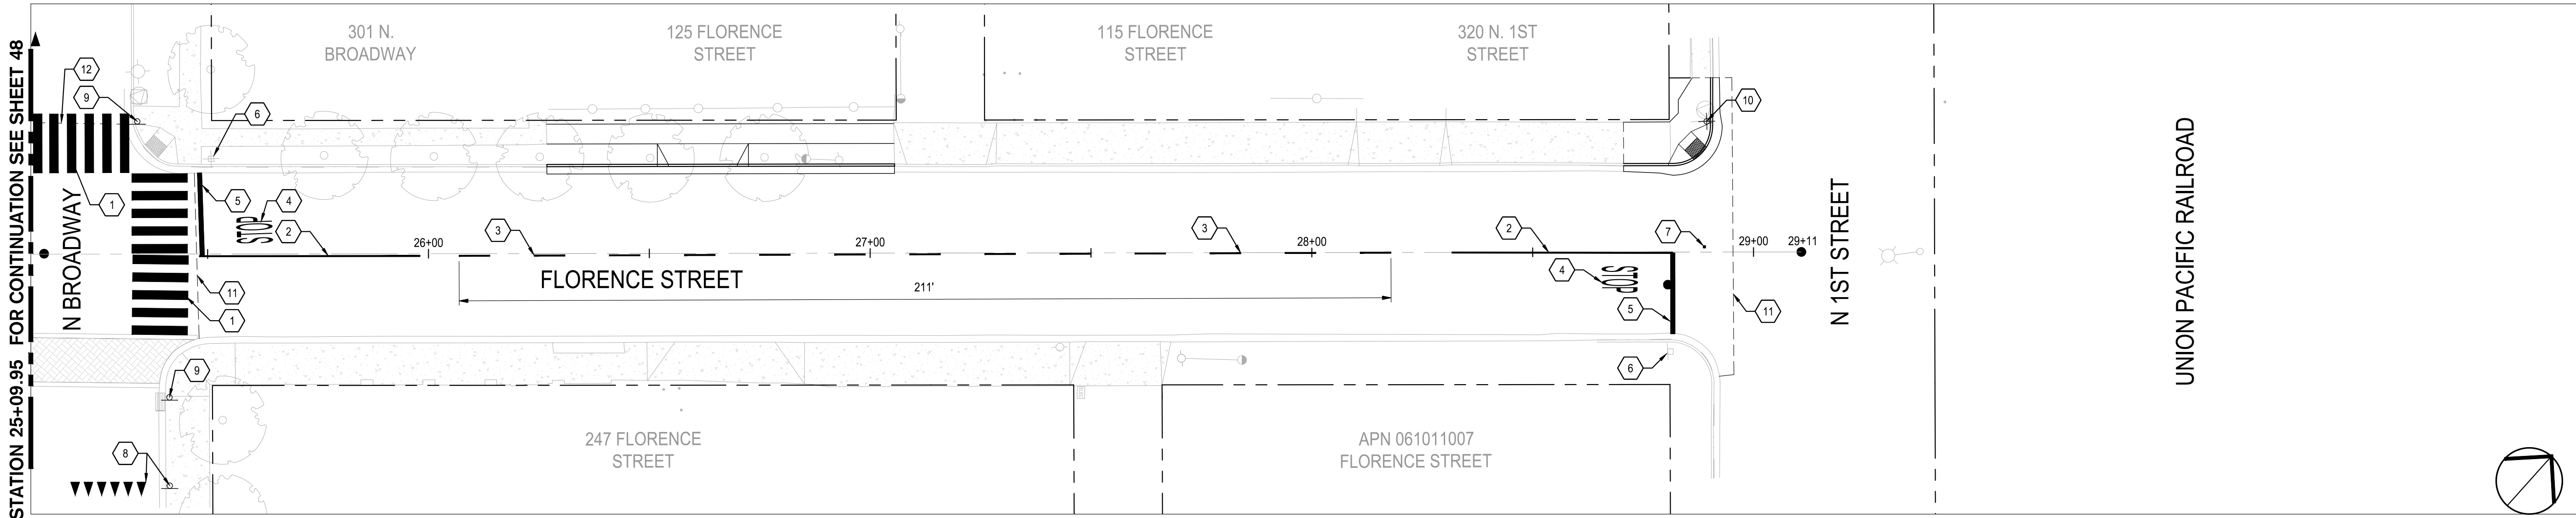 STATION 25+09.95 FOR CONTINUATION SEE SHEET 48
301 N.
BROADWAY
125 FLORENCE
STREET
115 FLORENCE
STREET
320 N. 1ST
STREET
12
9
6
10
1
5
4
STOP
2
3
26+00
27+00
3
28+00
2
7
29+00
29+11
N BROADWAY
FLORENCE STREET
211'
4
STOP
11
1
5
11
N 1ST STREET
UNION PACIFIC RAILROAD
9
6
8
247 FLORENCE
STREET
APN 061011007
FLORENCE STREET